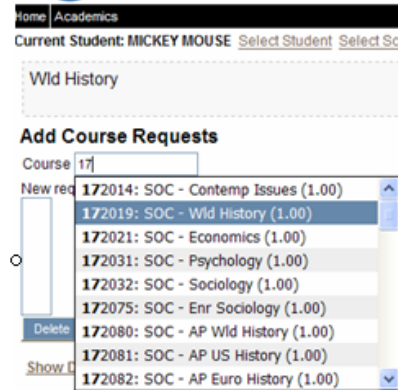 Home Academics
Current Student: MICKEY MOUSE Select Student Select
Wld History
Add Course Requests
Course 17
New req
172014: SOC - Contemp Issues (1.00)
172019: SOC - Wld History (1.00)
172021: SOC - Economics (1.00)
172031: SOC - Psychology (1.00)
172032: SOC - Sociology (1.00)
172075: SOC - Enr Sociology (1.00)
172080: SOC - AP Wld History (1.00)
172081: SOC - AP US History (1.00)
172082: SOC - AP Euro History (1.00)
Delete
Show